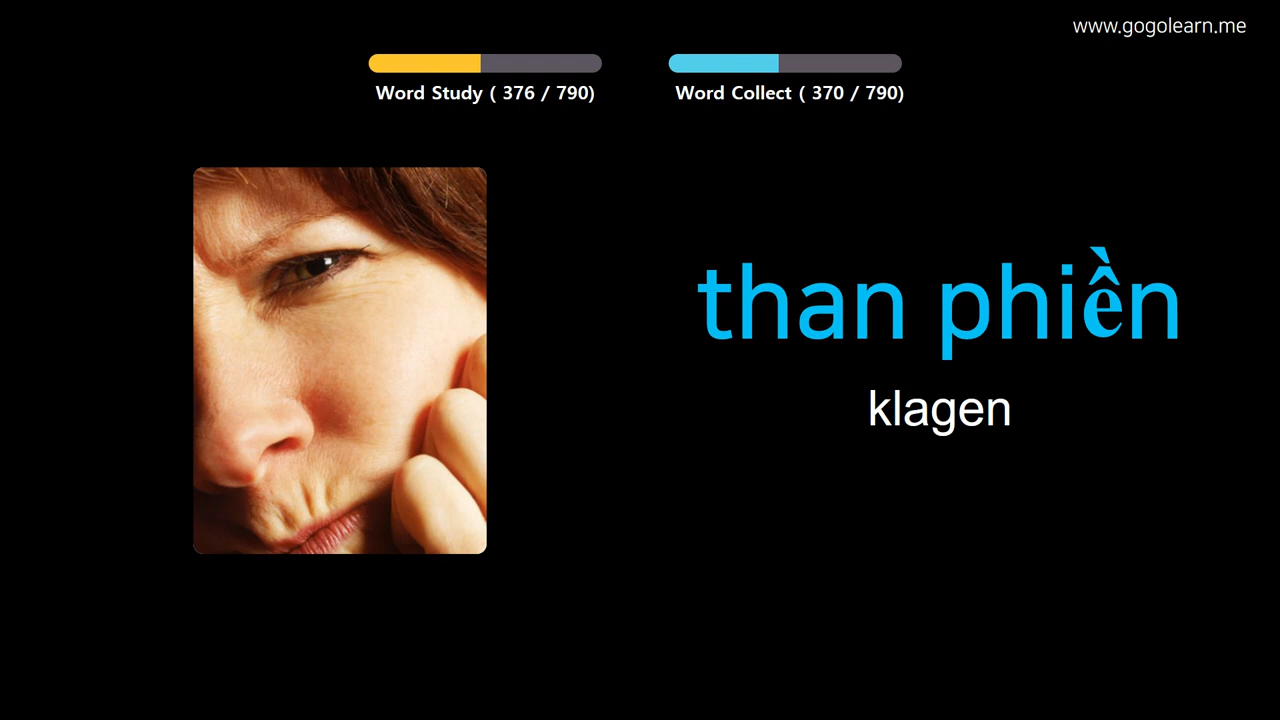 www.gogolearn.me
Word Study ( 376 / 790)
Word Collect ( 370 / 790)
than phiền
klagen